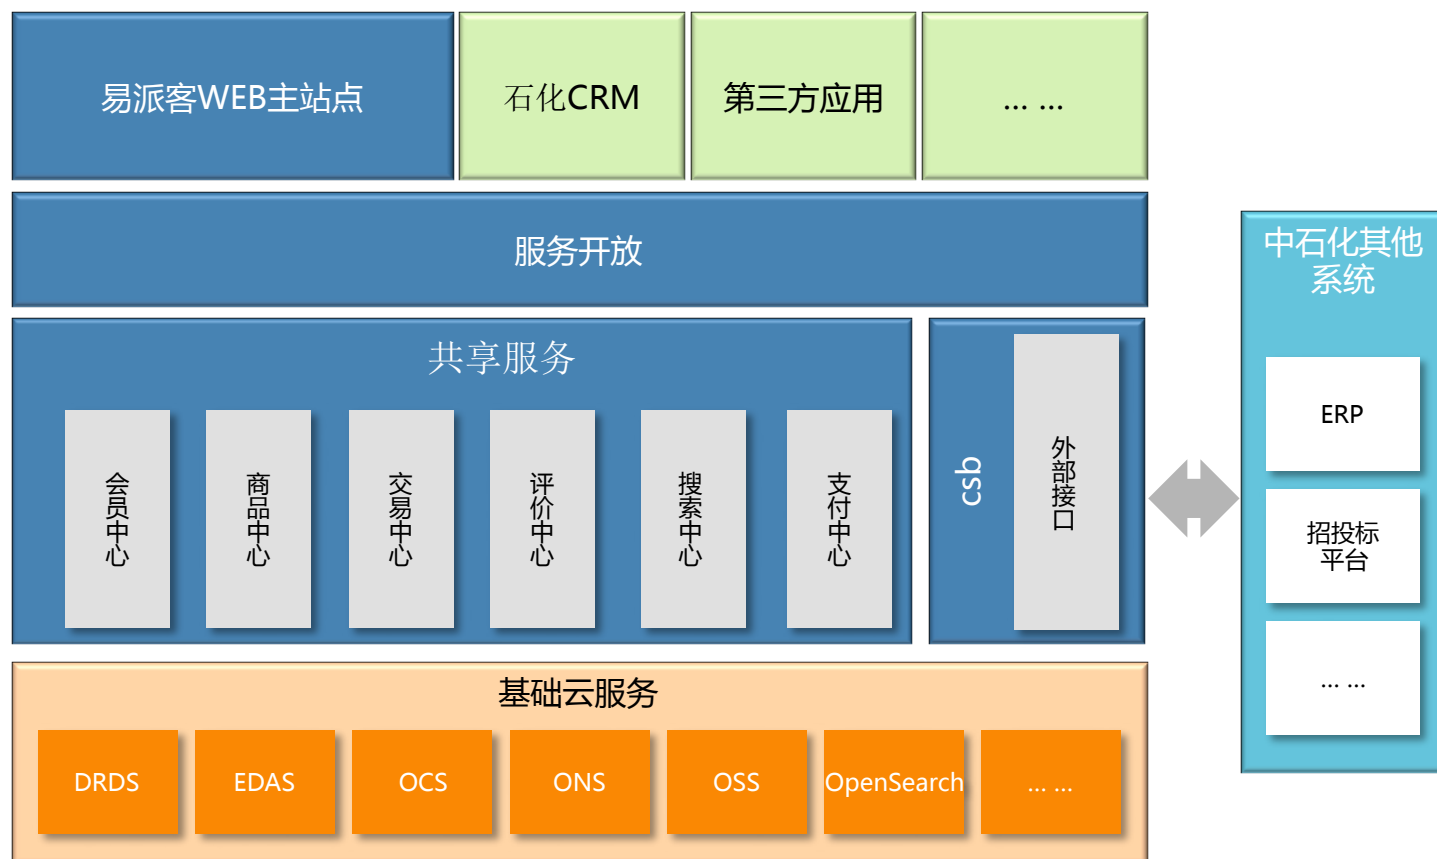 易派客WEB主站点
石化CRM
第三方应用
... ...
服务开放
共享服务
会员中心
商品中心
交易中心
评价中心
搜索中心
支付中心
csb
外部接口
中石化其他
系统
ERP
招投标
平台
... ...
基础云服务
DRDS
EDAS
OCS
ONS
OSS
OpenSearch
... ...